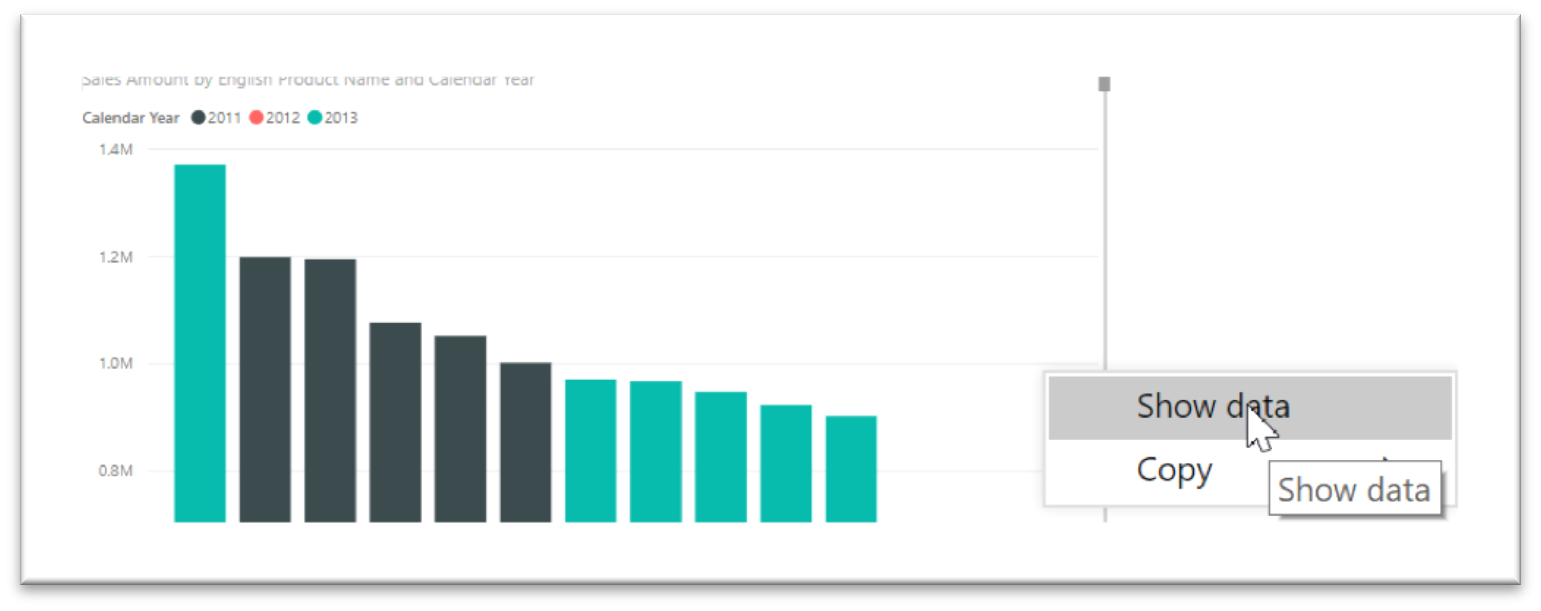 Sales Amount by English Product Name and Calendar Year
Calendar Year 2011 2012 2013
1.4M
1.2M
1.0M
0.8M
Show data
Copy
Show data